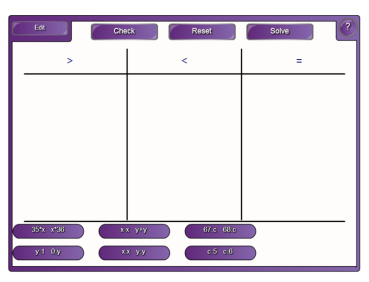 Edit Check Reset Solve ?
> < =
35*x x*36 x:x y+y 67.c 68.c
y:1 0:y x:x y:y c:5 c:6